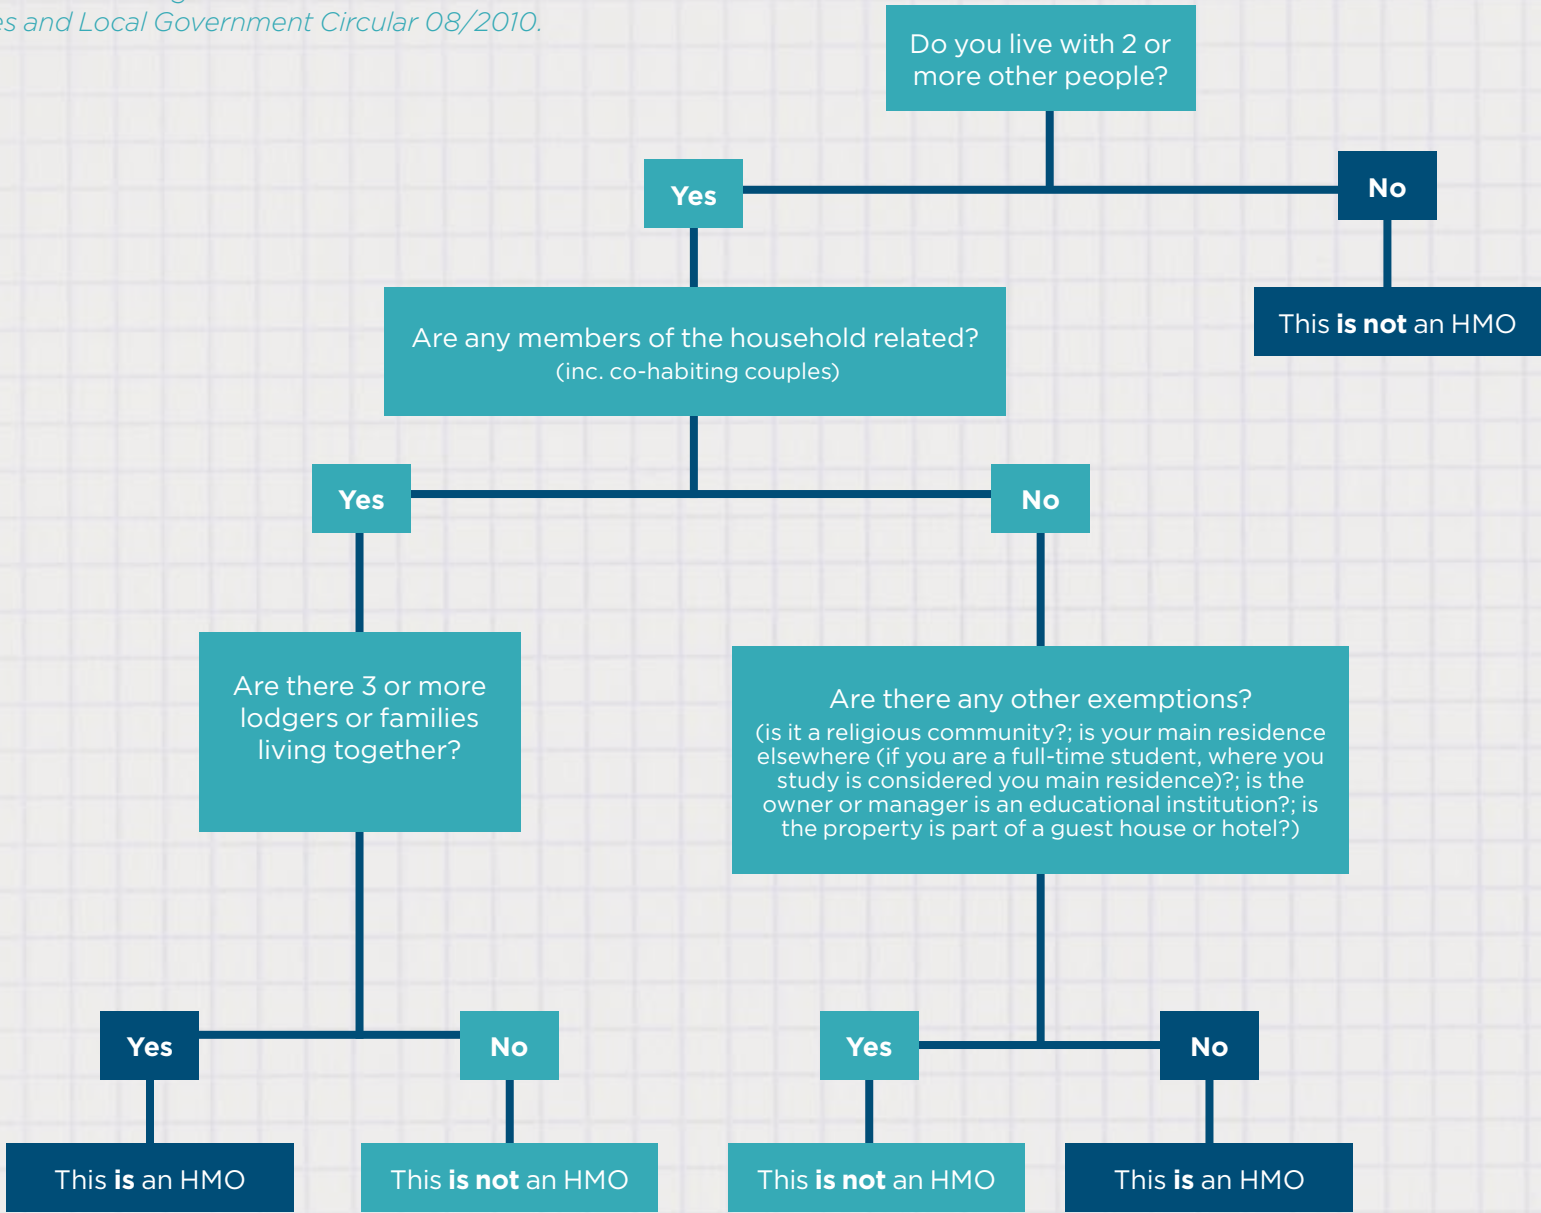 es and Local Government Circular 08/2010.
Do you live with 2 or
more other people?
Yes
No
This is not an HMO
Are any members of the household related?
(inc. co-habiting couples)
Yes
No
Are there 3 or more
lodgers or families
living together?
Are there any other exemptions?
(is it a religious community?; is your main residence
elsewhere (if you are a full-time student, where you
study is considered you main residence)?; is the
owner or manager is an educational institution?; is
the property is part of a guest house or hotel?)
Yes
No
Yes
No
This is an HMO
This is not an HMO
This is not an HMO
This is an HMO